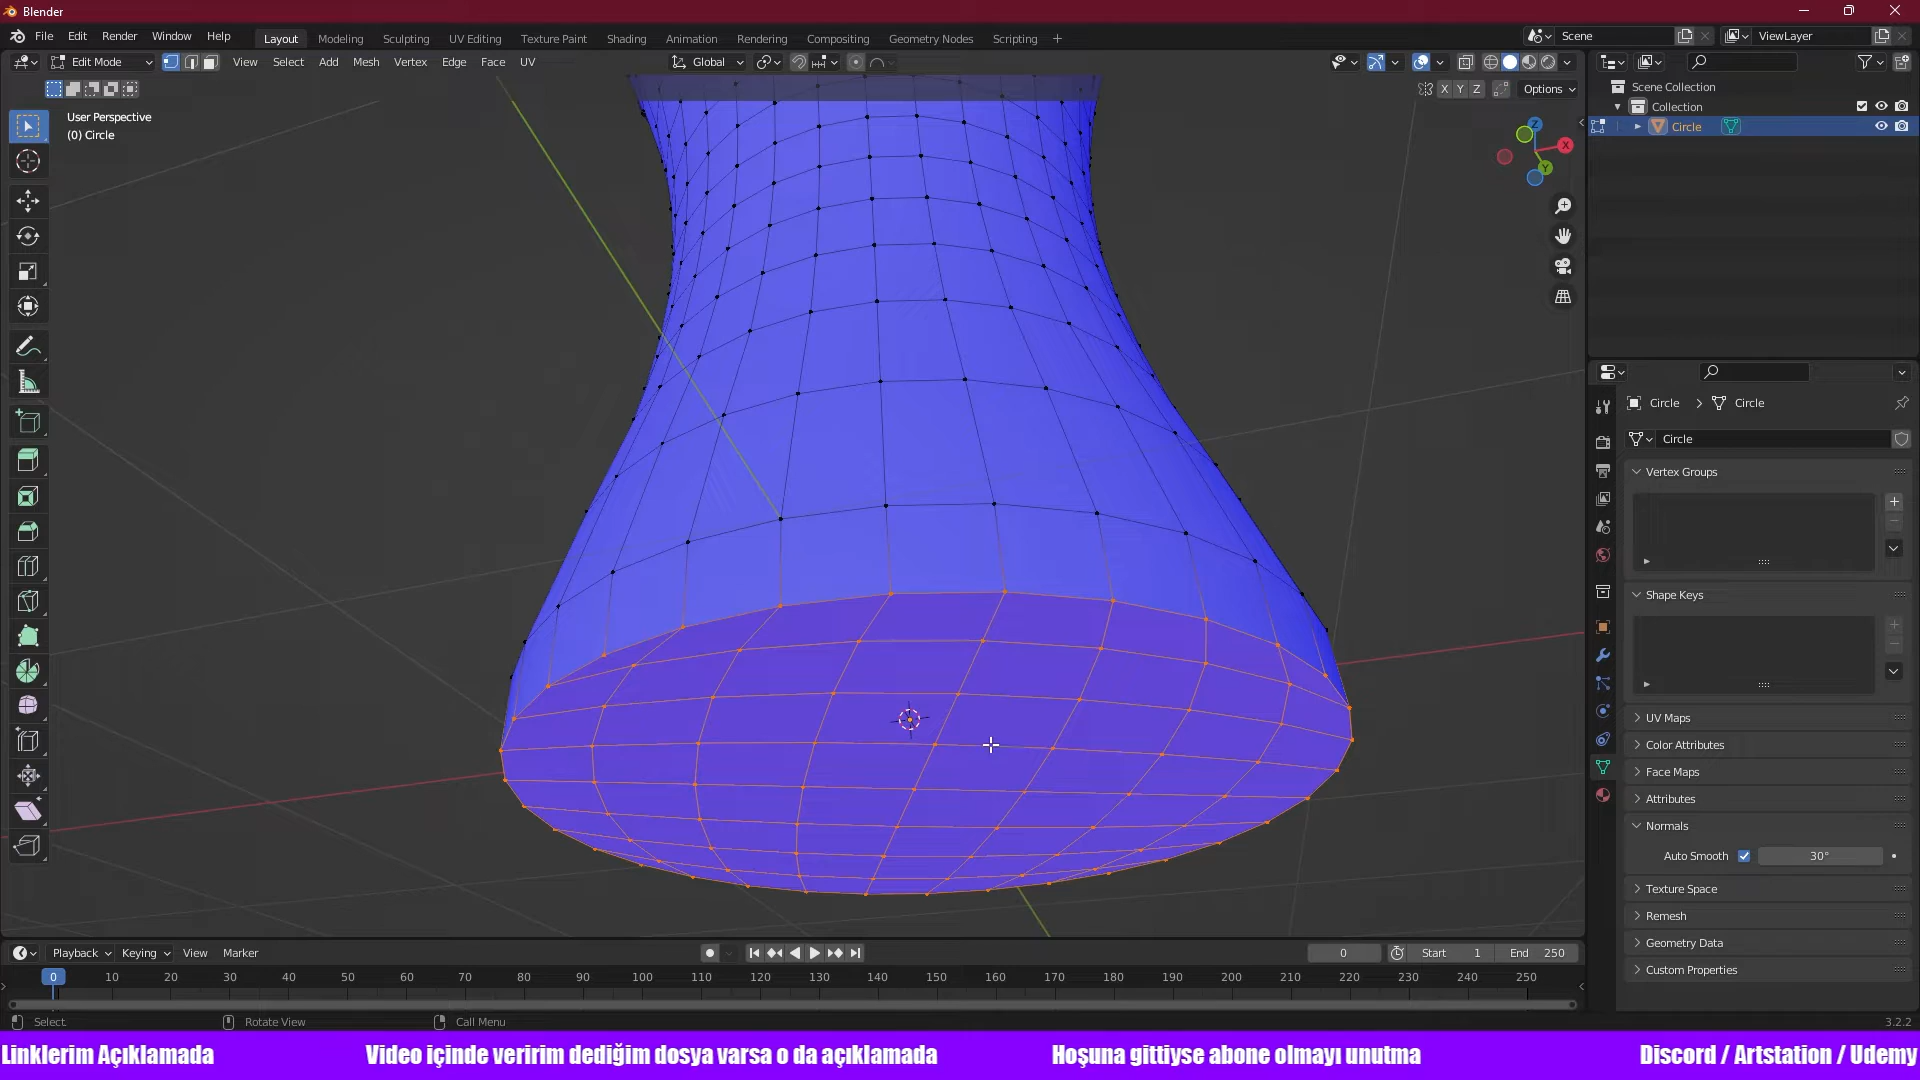 Blender
File Edit Render Window Help
Layout Modeling Sculpting UV Editing Texture Paint Shading Animation Rendering Compositing Geometry Nodes Scripting +
Scene
ViewLayer
Edit Mode View Select Add Mesh Vertex Edge Face UV
Global
X Y Z
Options
User Perspective
(0) Circle
Z
X
Y
Scene Collection
Collection
Circle
Circle > Circle
Circle
Vertex Groups
Shape Keys
UV Maps
Color Attributes
Face Maps
Attributes
Normals
Auto Smooth 30°
Texture Space
Remesh
Geometry Data
Custom Properties
Playback Keying View Marker
0 Start 1 End 250
0 10 20 30 40 50 60 70 80 90 100 110 120 130 140 150 160 170 180 190 200 210 220 230 240 250
Select Rotate View Call Menu
3.2.2
Linklerim Açıklamada Video içinde veririm dediğim dosya varsa o da açıklamada Hoşuna gittiyse abone olmayı unutma Discord / Artstation / Udemy